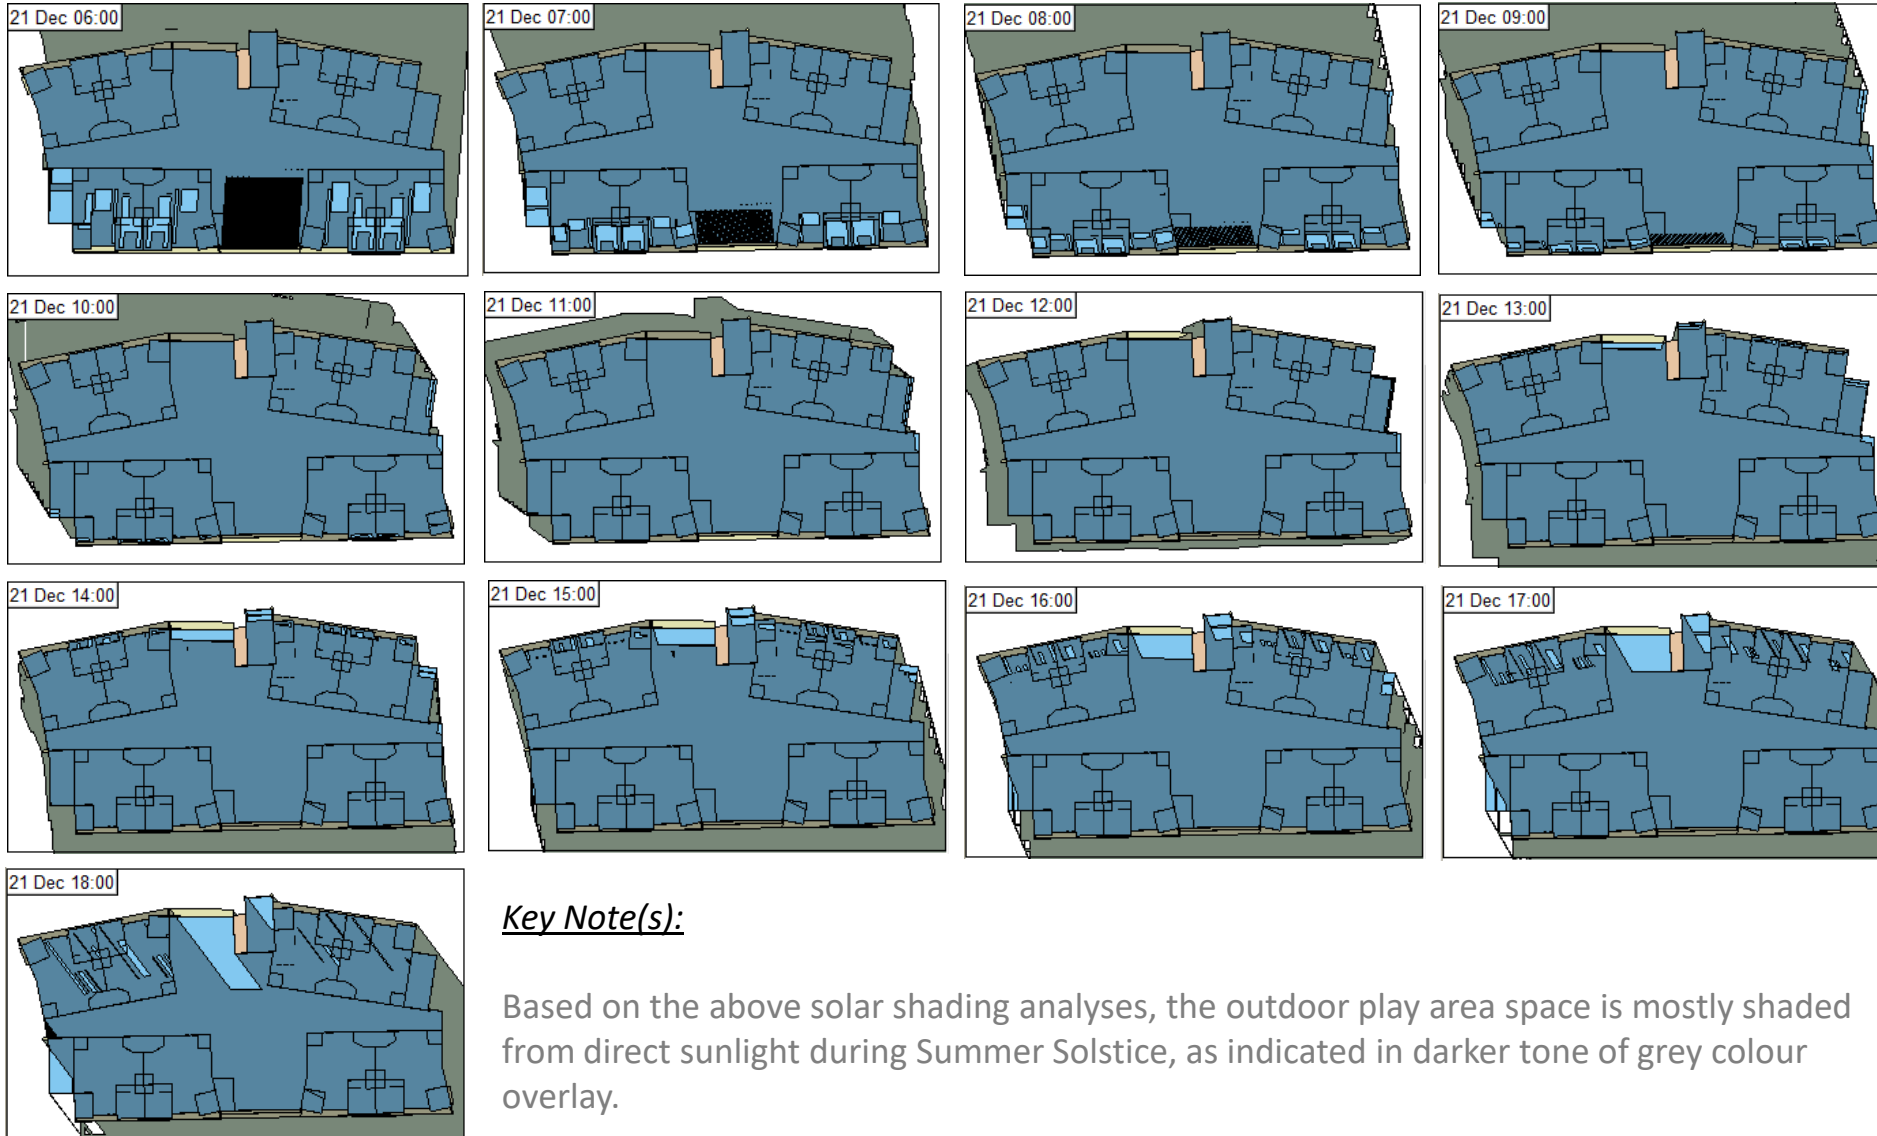 21 Dec 06:00
21 Dec 07:00
21 Dec 08:00
21 Dec 09:00
21 Dec 10:00
21 Dec 11:00
21 Dec 12:00
21 Dec 13:00
21 Dec 14:00
21 Dec 15:00
21 Dec 16:00
21 Dec 17:00
21 Dec 18:00
Key Note(s):
Based on the above solar shading analyses, the outdoor play area space is mostly shaded
from direct sunlight during Summer Solstice, as indicated in darker tone of grey colour
overlay.